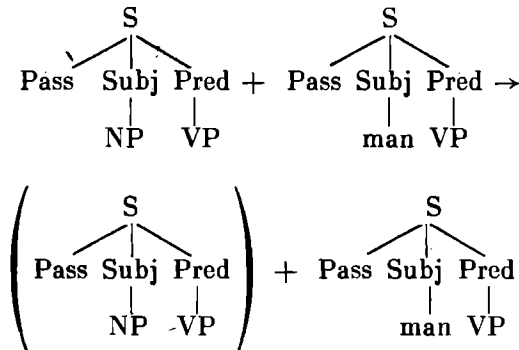 S S
Pass Subj Pred + Pass Subj Pred →
NP VP man VP
S S
Pass Subj Pred + Pass Subj Pred
NP VP man VP